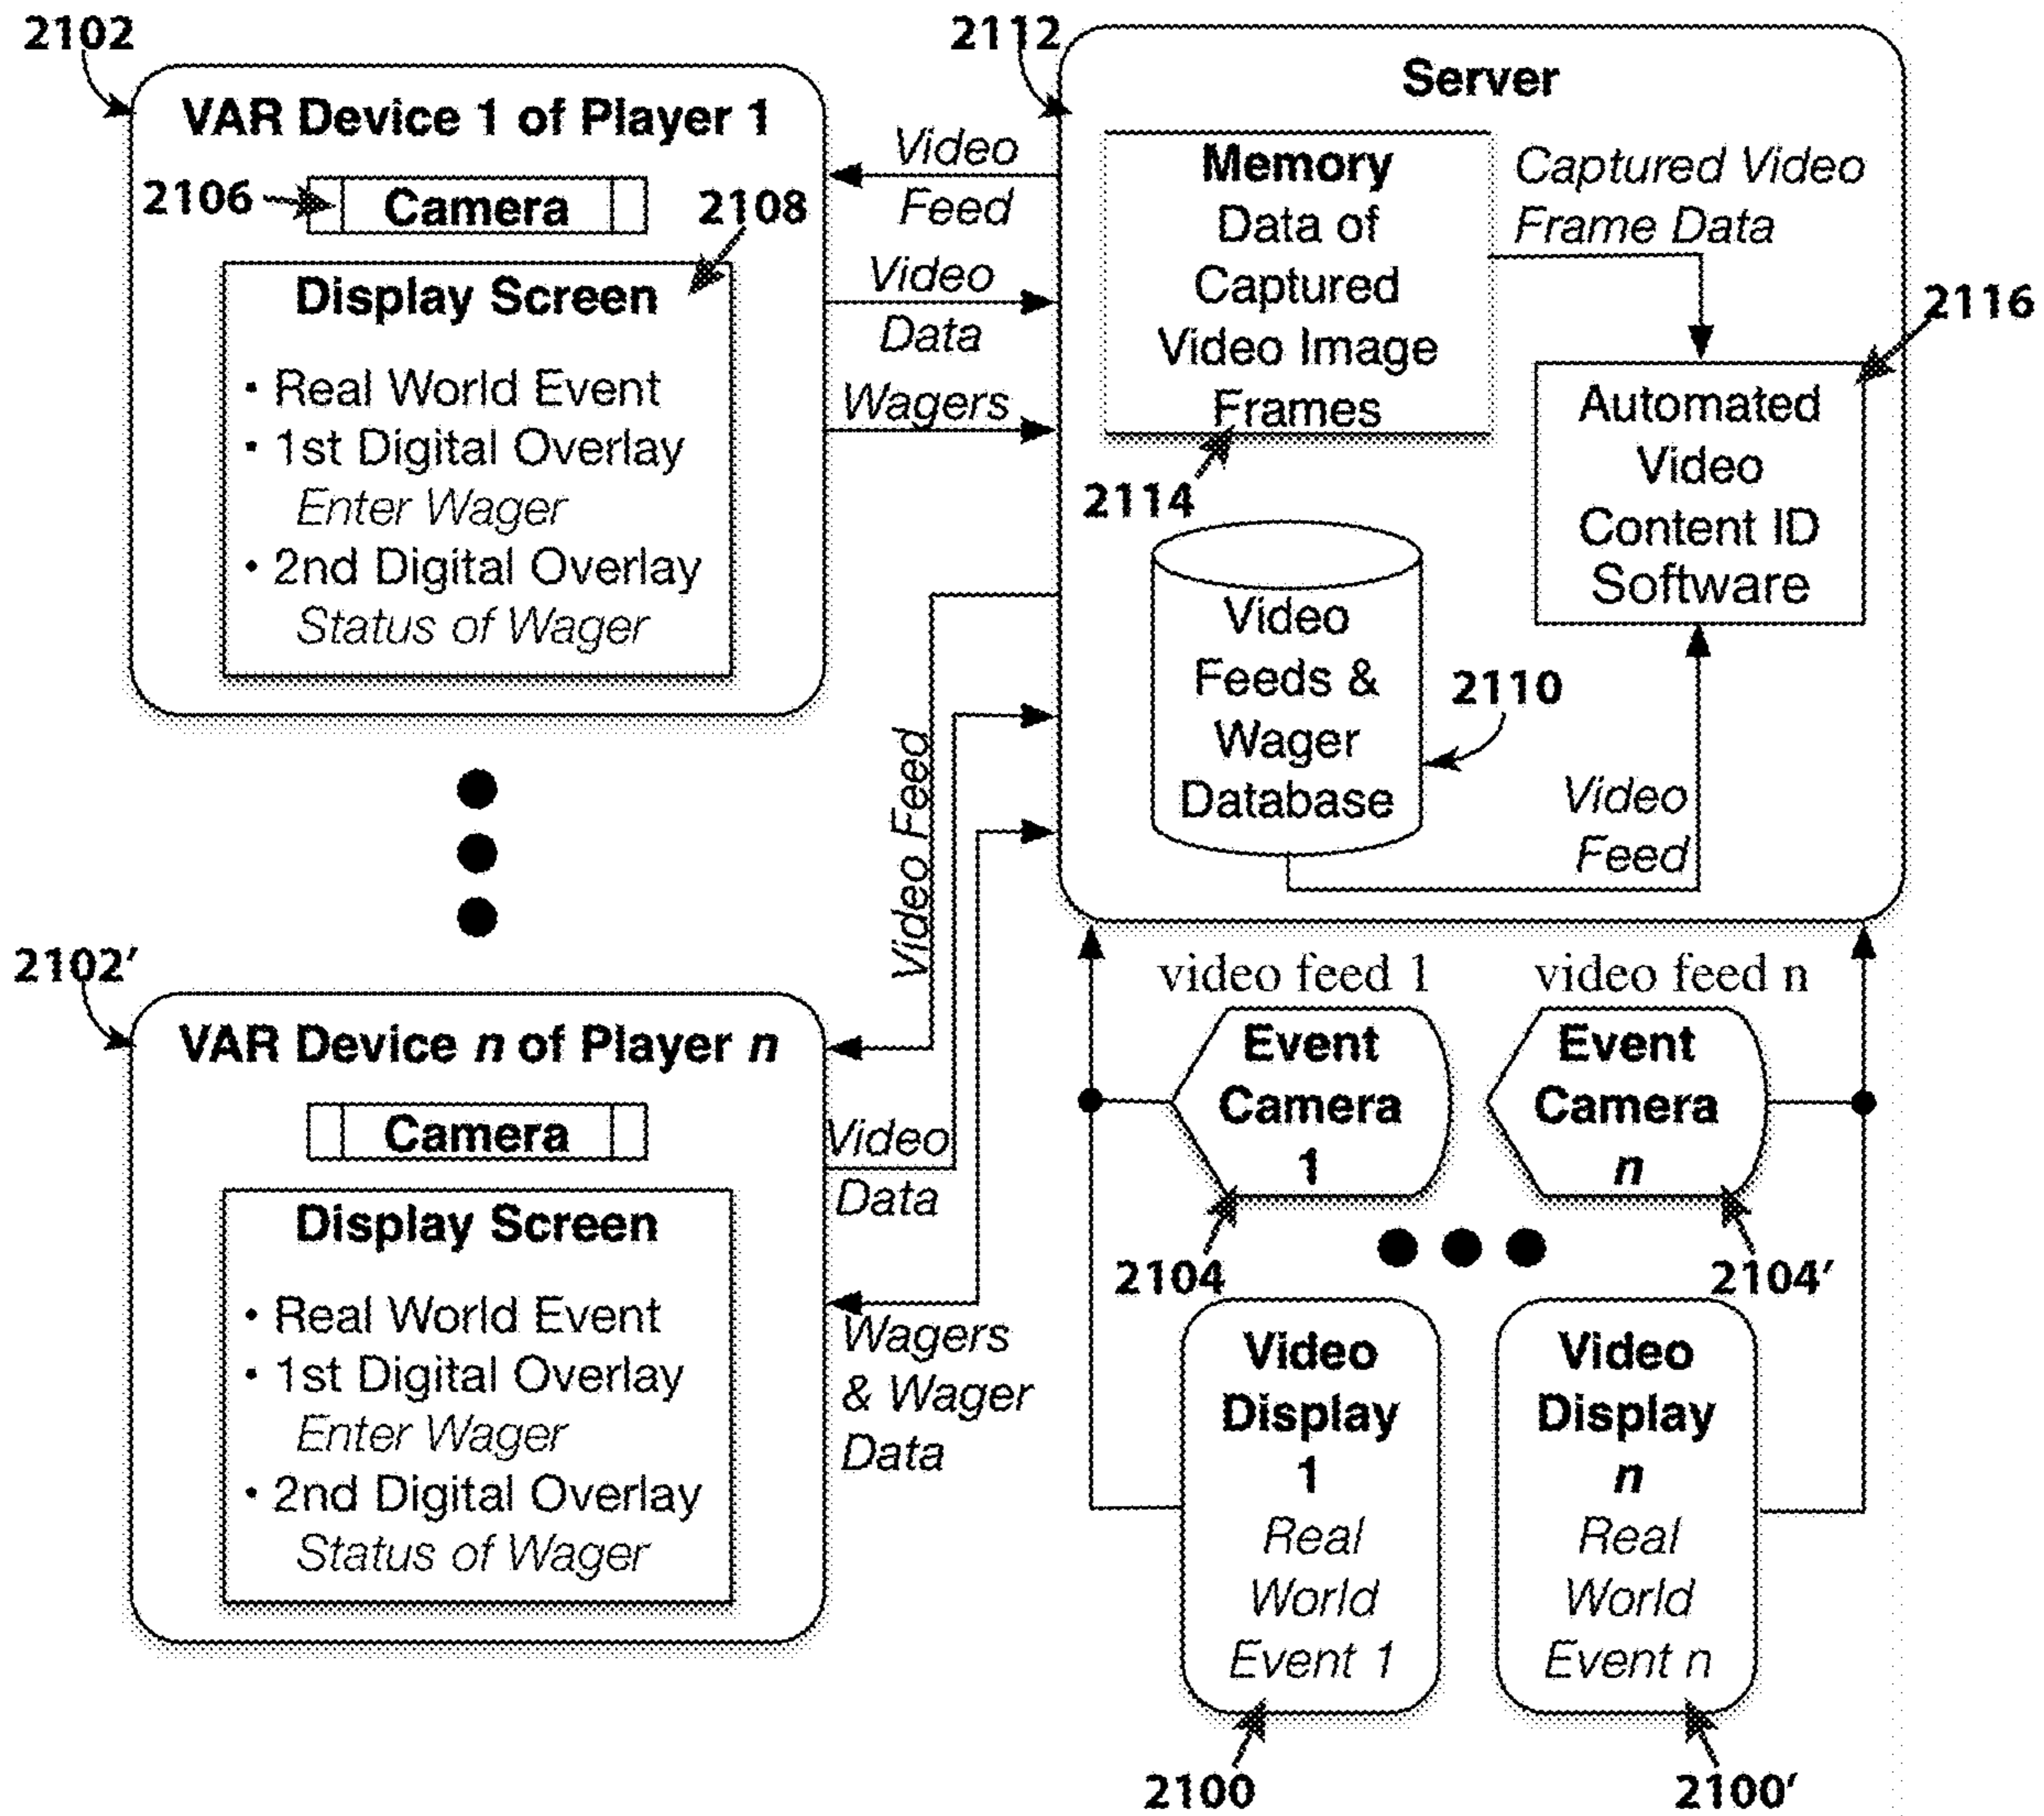 2102
VAR Device 1 of Player 1
2106
Camera
2108
Display Screen
• Real World Event
• 1st Digital Overlay
Enter Wager
• 2nd Digital Overlay
Status of Wager
Video
Feed
Video
Data
Wagers
2112
Server
Memory
Data of
Captured
Video Image
Frames
2114
Captured Video
Frame Data
2116
Automated
Video
Content ID
Software
Video
Feeds &
Wager
Database
2110
Video
Feed
2102'
VAR Device n of Player n
Camera
Display Screen
• Real World Event
• 1st Digital Overlay
Enter Wager
• 2nd Digital Overlay
Status of Wager
Video Feed
Video
Data
Wagers
& Wager
Data
video feed 1
video feed n
Event
Camera
1
2104
Event
Camera
n
2104'
Video
Display
1
Real
World
Event 1
2100
Video
Display
n
Real
World
Event n
2100'